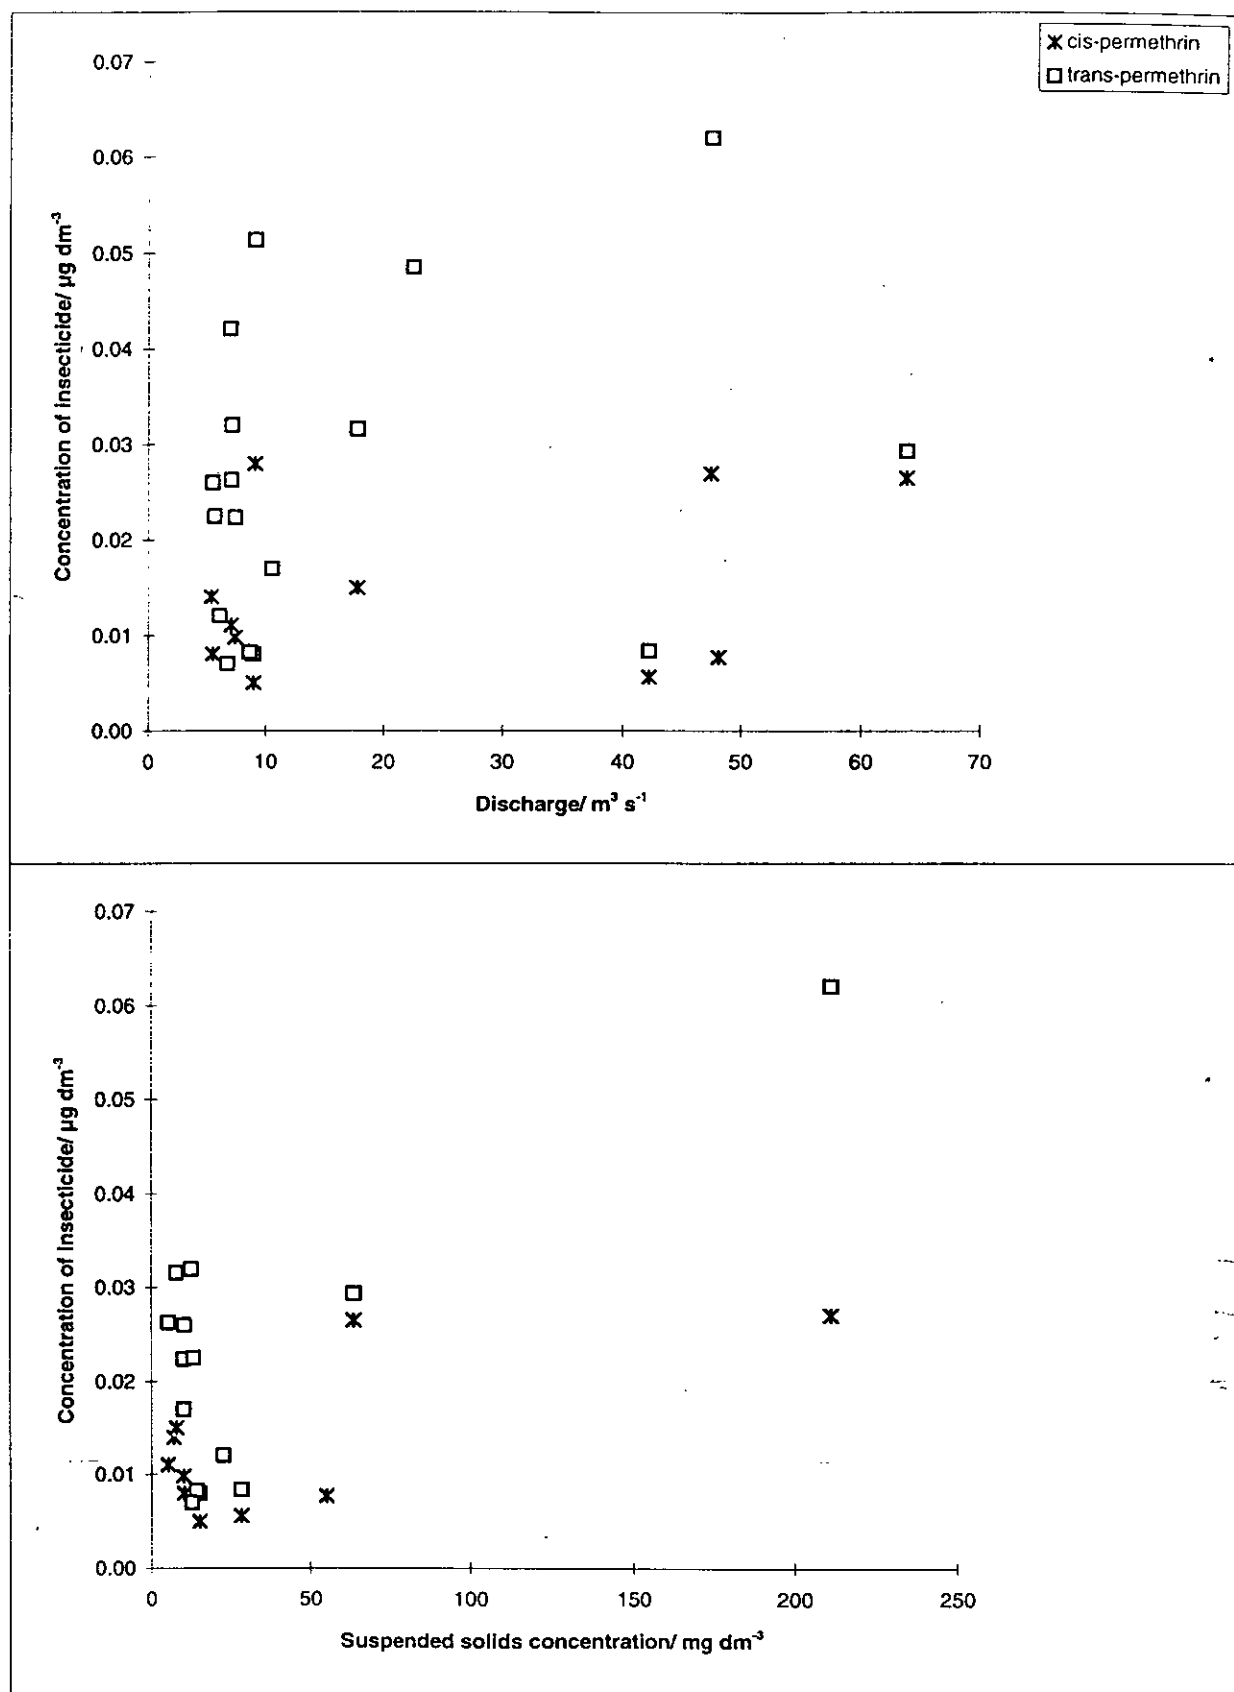 ✱ cis-permethrin
☐ trans-permethrin
0.07
0.06
0.05
0.04
0.03
0.02
0.01
0.00
Concentration of insecticide/ µg dm⁻³
0 10 20 30 40 50 60 70
Discharge/ m³ s⁻¹
0.07
0.06
0.05
0.04
0.03
0.02
0.01
0.00
Concentration of insecticide/ µg dm⁻³
0 50 100 150 200 250
Suspended solids concentration/ mg dm⁻³